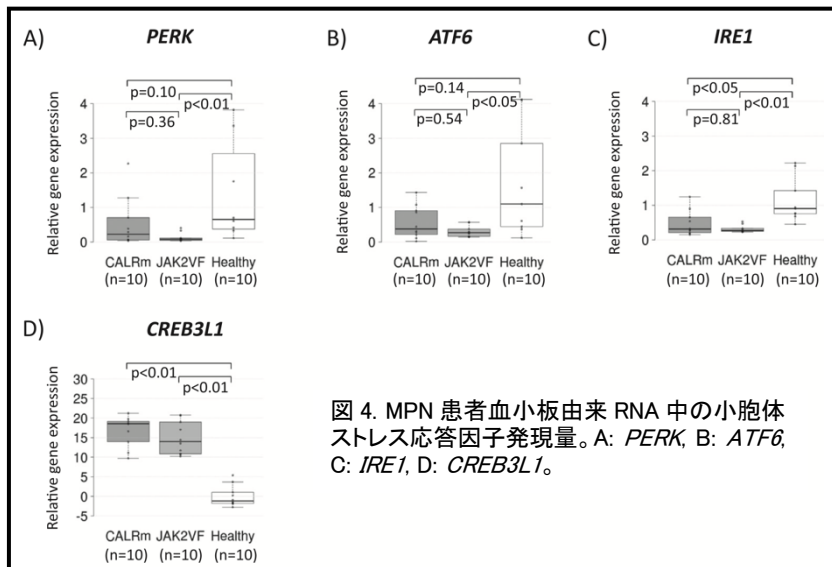 A) PERK
p=0.10
p<0.01
p=0.36
Relative gene expression
4
3
2
1
0
CALRm JAK2VF Healthy
(n=10) (n=10) (n=10)
B) ATF6
p=0.14
p<0.05
p=0.54
Relative gene expression
4
3
2
1
0
CALRm JAK2VF Healthy
(n=10) (n=10) (n=10)
C) IRE1
p<0.05
p<0.01
p=0.81
Relative gene expression
4
3
2
1
0
CALRm JAK2VF Healthy
(n=10) (n=10) (n=10)
D) CREB3L1
p<0.01
p<0.01
Relative gene expression
30
25
20
15
10
5
0
-5
CALRm JAK2VF Healthy
(n=10) (n=10) (n=10)
図 4. MPN 患者血小板由来 RNA 中の小胞体
ストレス応答因子発現量。A: PERK, B: ATF6,
C: IRE1, D: CREB3L1。